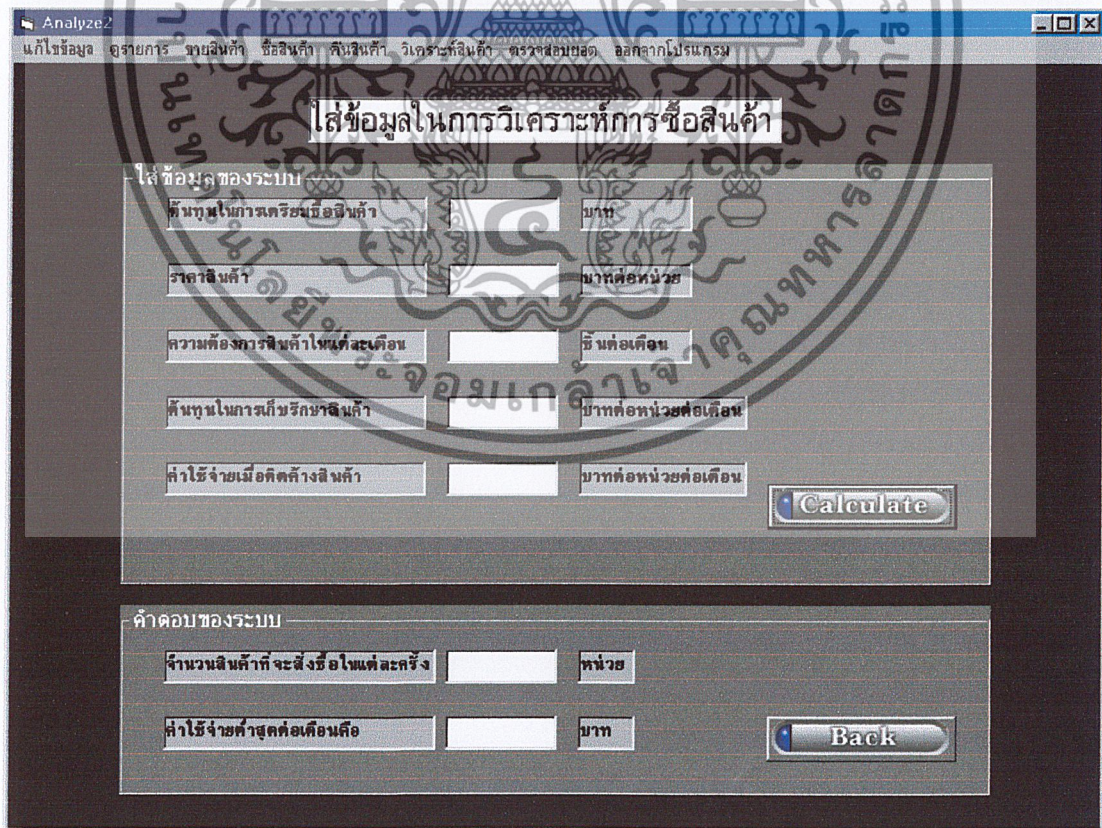 Analyze2
แก้ไขข้อมูล ดูรายการ ขายสินค้า ซื้อสินค้า คืนสินค้า วิเคราะห์สินค้า ตรวจสอบยอด ออกจากโปรแกรม
ใส่ข้อมูลในการวิเคราะห์การซื้อสินค้า
ใส่ข้อมูลของระบบ
ต้นทุนในการเตรียมซื้อสินค้า บาท
ราคาสินค้า บาทต่อหน่วย
ความต้องการสินค้าในแต่ละเดือน ชิ้นต่อเดือน
ต้นทุนในการเก็บรักษาสินค้า บาทต่อหน่วยต่อเดือน
ค่าใช้จ่ายเมื่อติดค้างสินค้า บาทต่อหน่วยต่อเดือน
Calculate
คำตอบของระบบ
จำนวนสินค้าที่จะสั่งซื้อในแต่ละครั้ง หน่วย
ค่าใช้จ่ายต่ำสุดต่อเดือนคือ บาท
Back